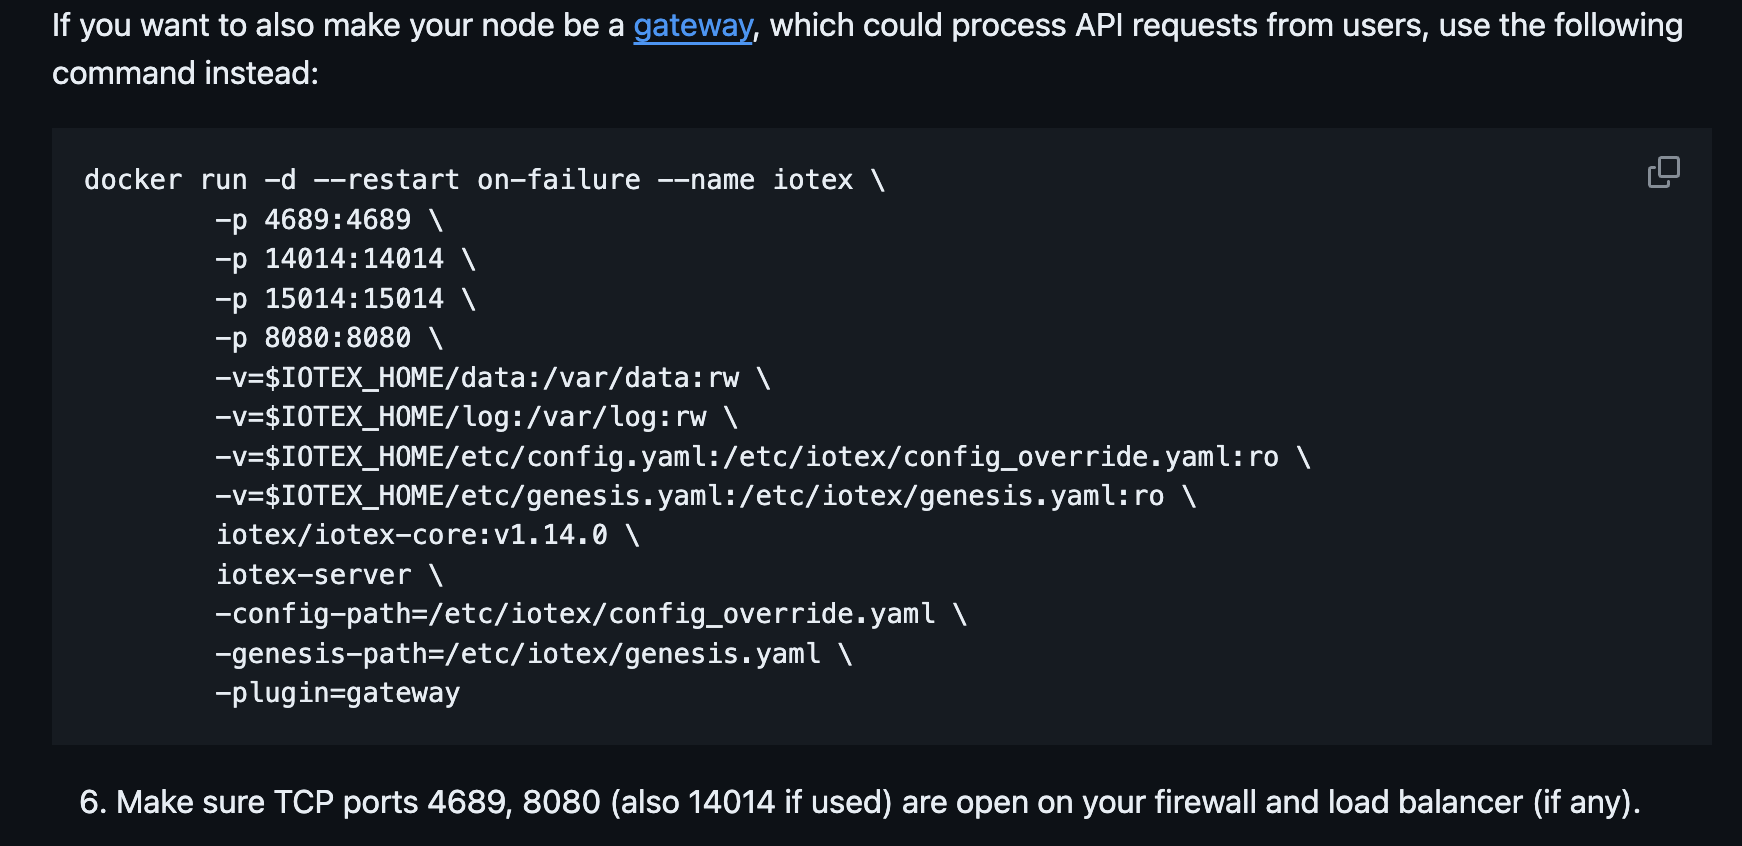 If you want to also make your node be a gateway, which could process API requests from users, use the following
command instead:
docker run -d --restart on-failure --name iotex \
        -p 4689:4689 \
        -p 14014:14014 \
        -p 15014:15014 \
        -p 8080:8080 \
        -v=$IOTEX_HOME/data:/var/data:rw \
        -v=$IOTEX_HOME/log:/var/log:rw \
        -v=$IOTEX_HOME/etc/config.yaml:/etc/iotex/config_override.yaml:ro \
        -v=$IOTEX_HOME/etc/genesis.yaml:/etc/iotex/genesis.yaml:ro \
        iotex/iotex-core:v1.14.0 \
        iotex-server \
        -config-path=/etc/iotex/config_override.yaml \
        -genesis-path=/etc/iotex/genesis.yaml \
        -plugin=gateway
6. Make sure TCP ports 4689, 8080 (also 14014 if used) are open on your firewall and load balancer (if any).